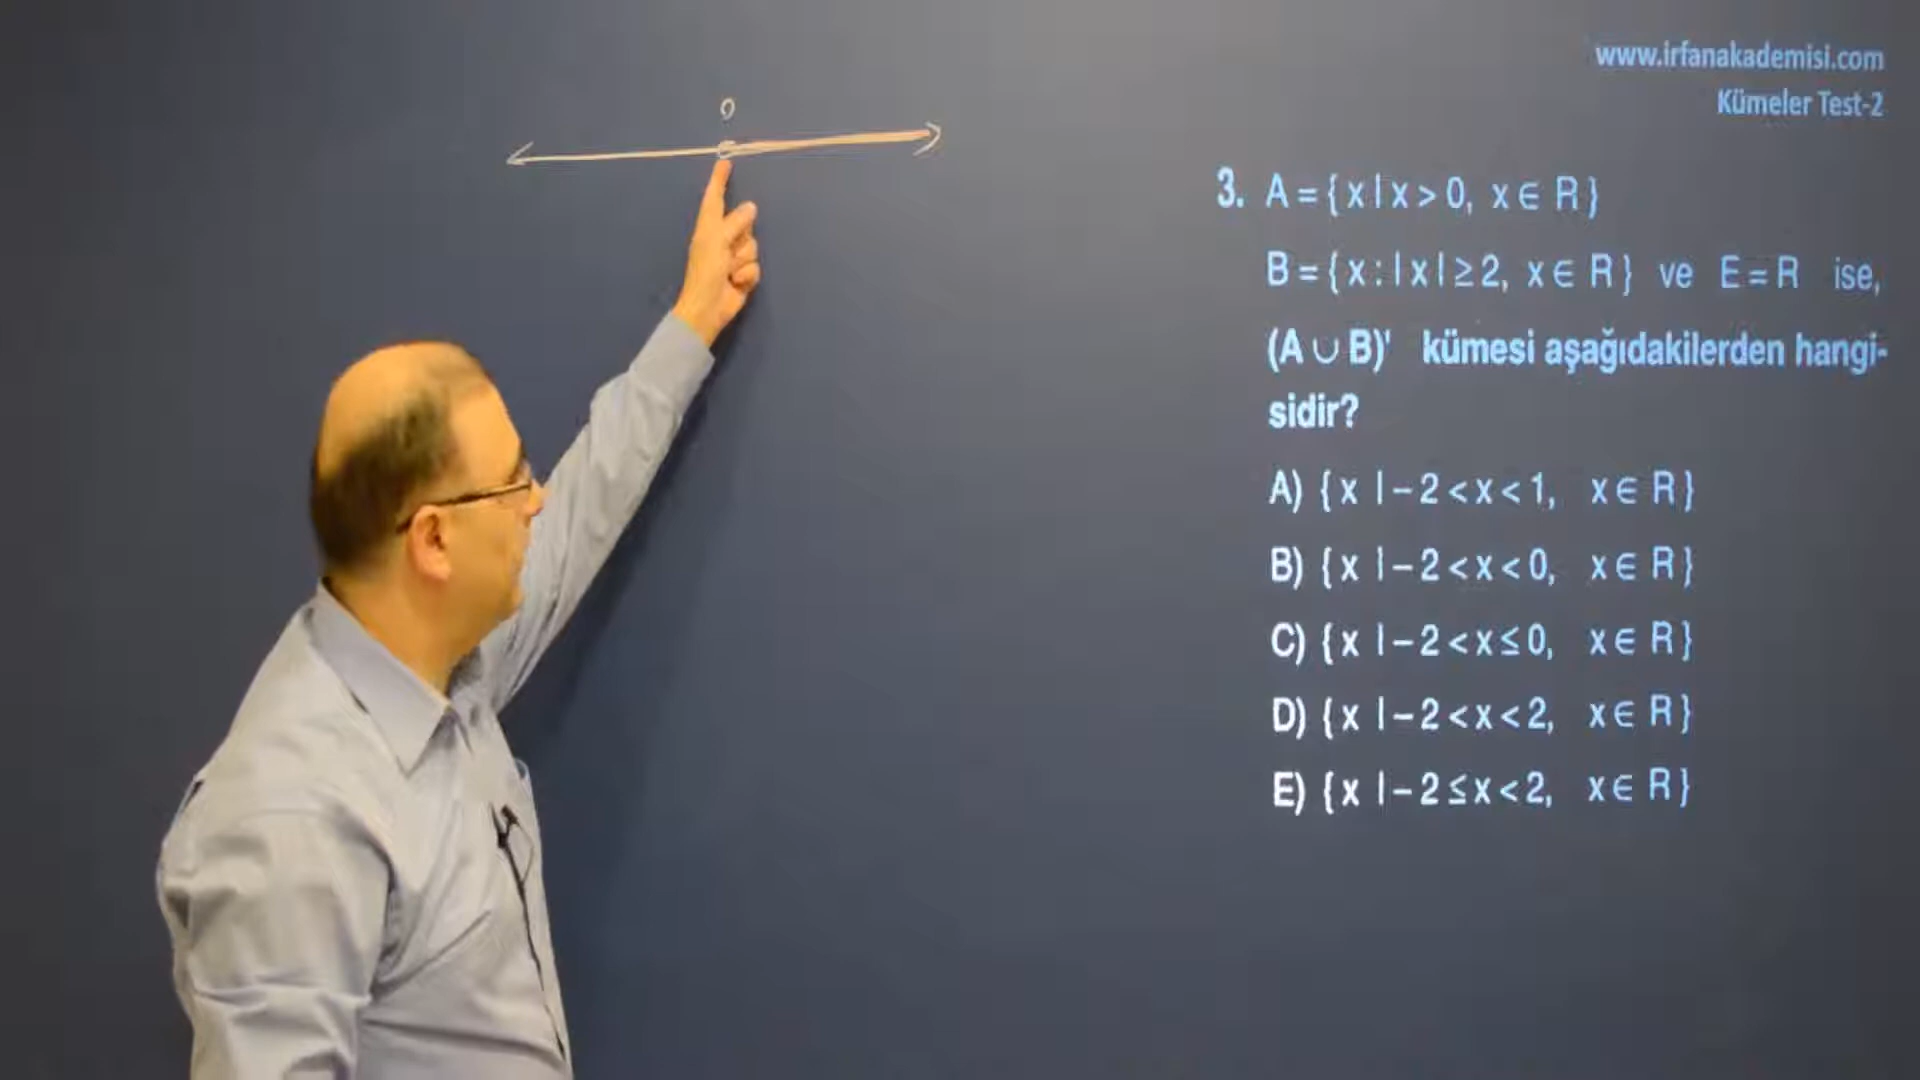 www.irfanakademisi.com
Kümeler Test-2
0
3. A = { x | x > 0, x ∈ R }
B = { x : | x | ≥ 2, x ∈ R } ve E = R ise,
(A ∪ B)' kümesi aşağıdakilerden hangi-
sidir?
A) { x | – 2 < x < 1, x ∈ R }
B) { x | – 2 < x < 0, x ∈ R }
C) { x | – 2 < x ≤ 0, x ∈ R }
D) { x | – 2 < x < 2, x ∈ R }
E) { x | – 2 ≤ x < 2, x ∈ R }